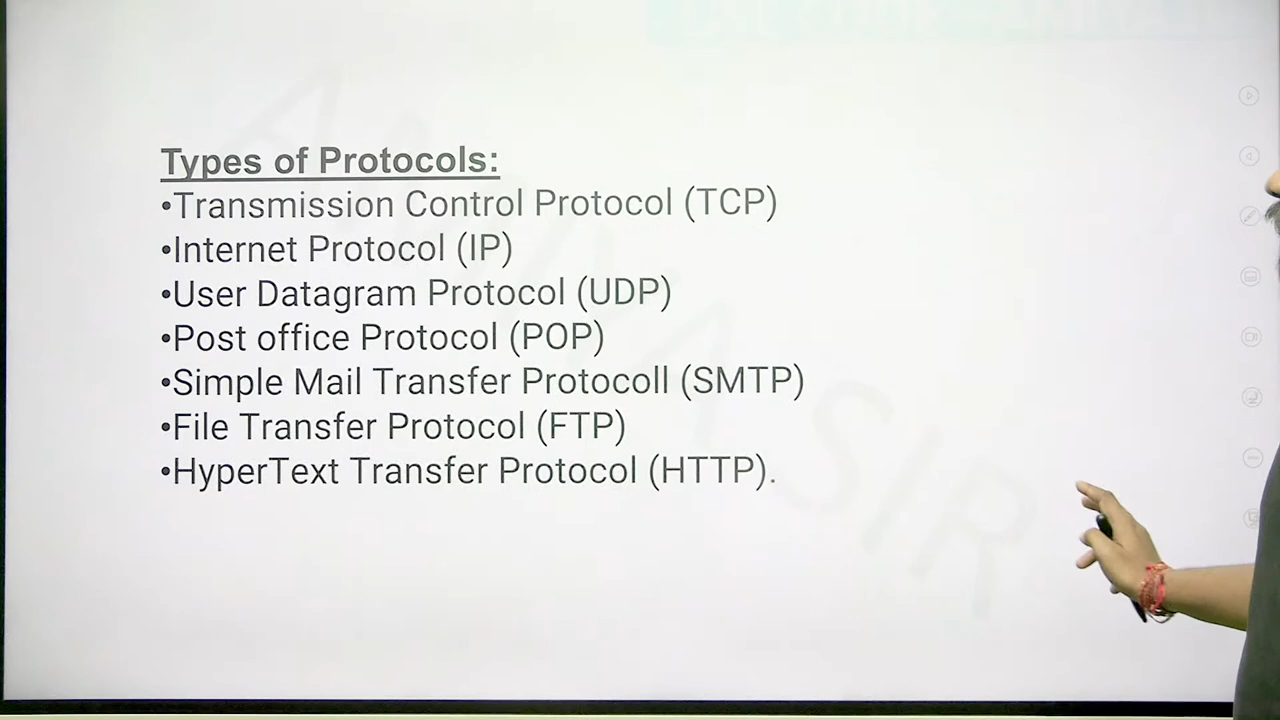 Types of Protocols:
•Transmission Control Protocol (TCP)
•Internet Protocol (IP)
•User Datagram Protocol (UDP)
•Post office Protocol (POP)
•Simple Mail Transfer Protocoll (SMTP)
•File Transfer Protocol (FTP)
•HyperText Transfer Protocol (HTTP).
SIR